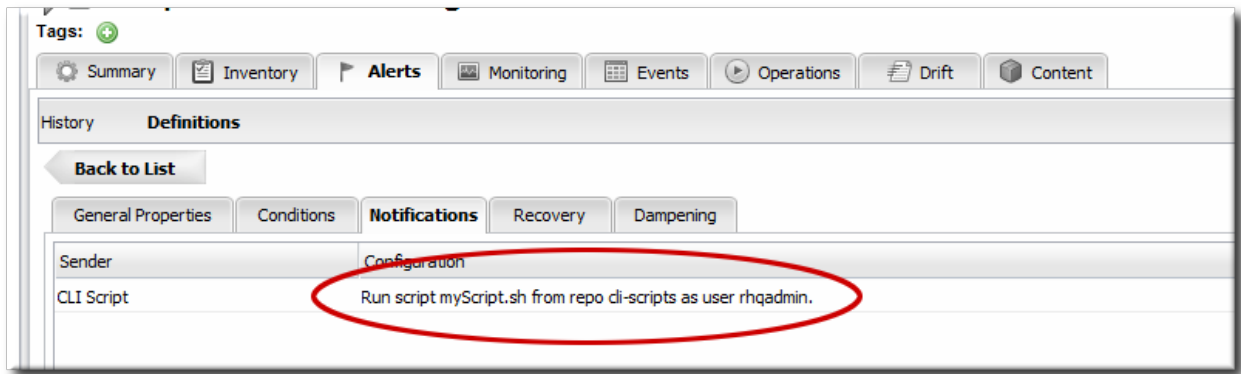 Tags:
Summary Inventory Alerts Monitoring Events Operations Drift Content
History Definitions
Back to List
General Properties Conditions Notifications Recovery Dampening
Sender Configuration
CLI Script Run script myScript.sh from repo cli-scripts as user rhqadmin.